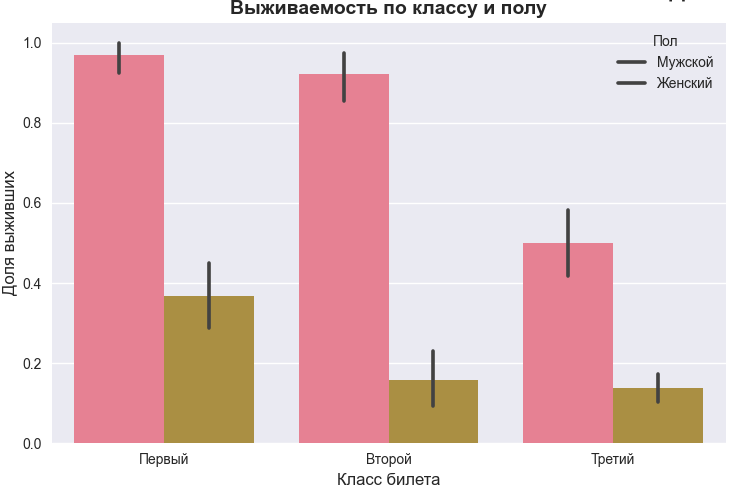 Выживаемость по классу и полу
Доля выживших
1.0
0.8
0.6
0.4
0.2
0.0
Пол
Мужской
Женский
Первый
Второй
Третий
Класс билета